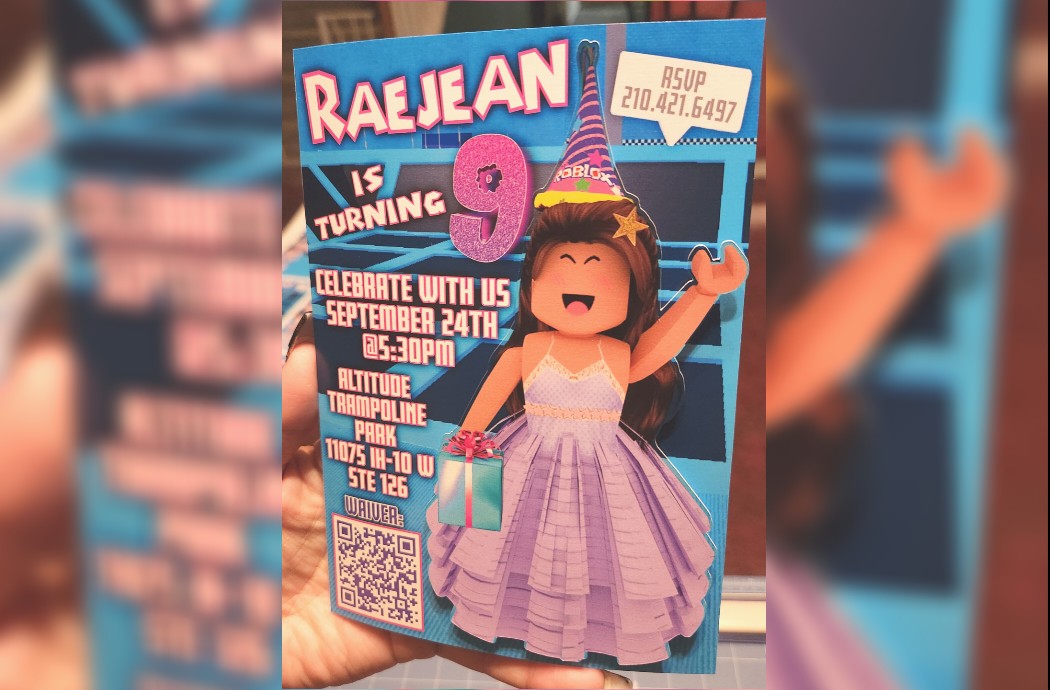 RAEJEAN
IS
TURNING
9
RSVP
210.421.6497
ROBLOX
CELEBRATE WITH US
SEPTEMBER 24TH
@5:30PM
ALTITUDE
TRAMPOLINE
PARK
11075 IH-10 W
STE 126
WAIVER: